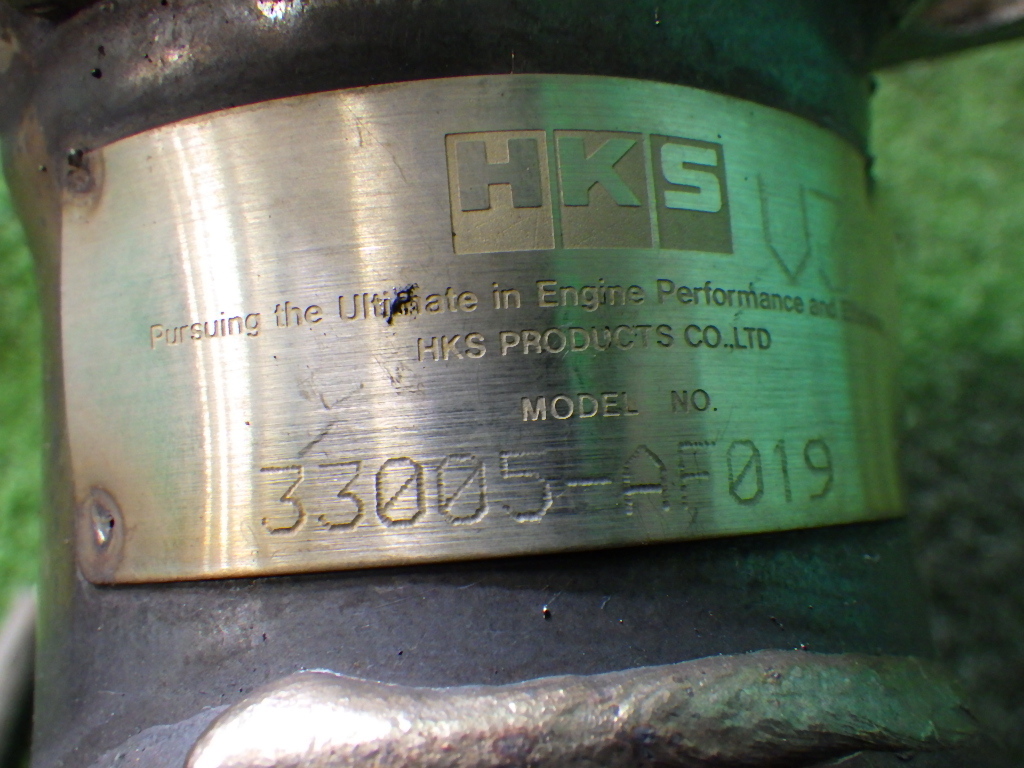 HKS
Pursuing the Ultimate in Engine Performance and
HKS PRODUCTS CO.,LTD
MODEL NO.
33005-AF019